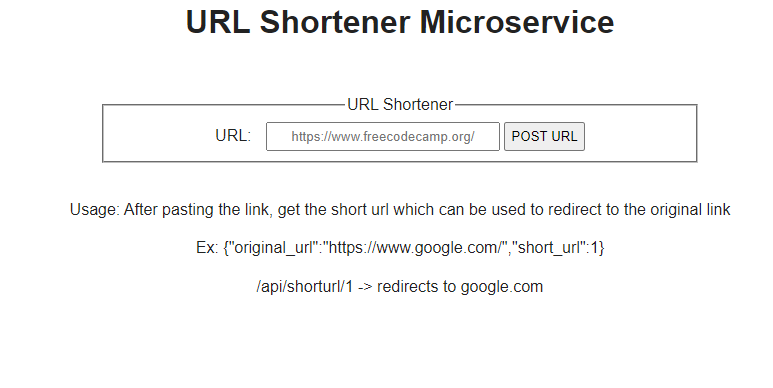 URL Shortener Microservice
URL Shortener
URL: https://www.freecodecamp.org/ POST URL
Usage: After pasting the link, get the short url which can be used to redirect to the original link
Ex: {"original_url":"https://www.google.com/","short_url":1}
/api/shorturl/1 -> redirects to google.com